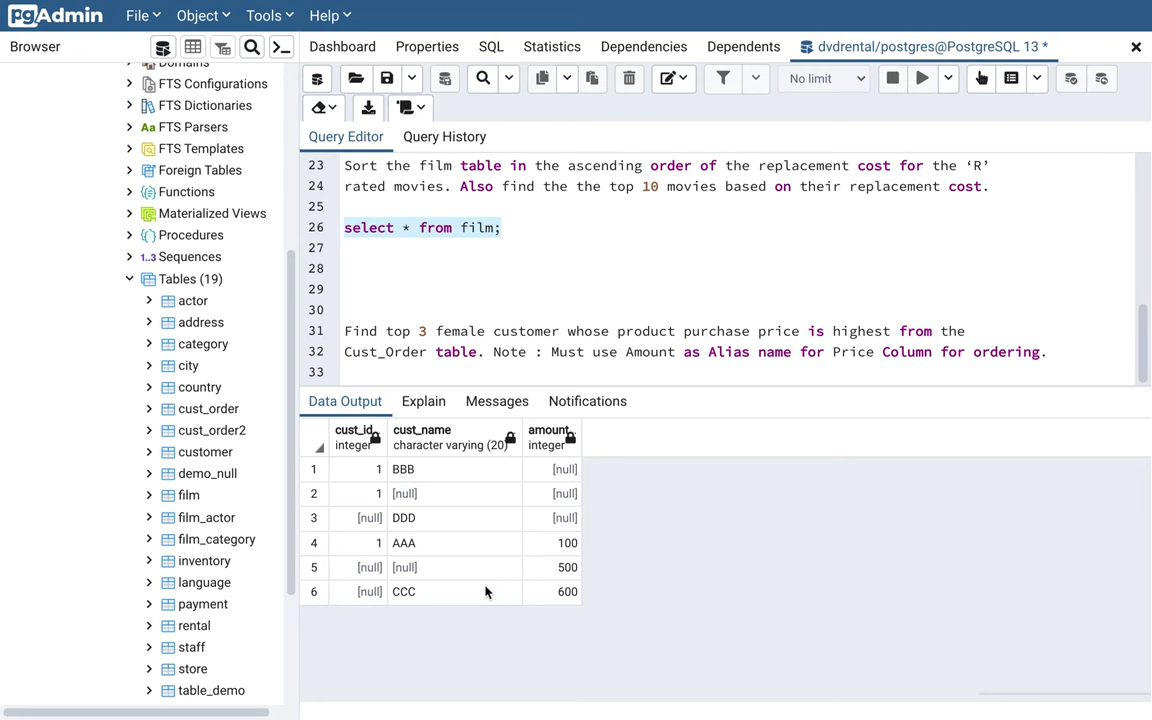 pgAdmin File Object Tools Help
Browser
Dashboard Properties SQL Statistics Dependencies Dependents dvdrental/postgres@PostgreSQL 13 *
No limit
Domains
FTS Configurations
FTS Dictionaries
Aa FTS Parsers
FTS Templates
Foreign Tables
Functions
Materialized Views
Procedures
1..3 Sequences
Tables (19)
actor
address
category
city
country
cust_order
cust_order2
customer
demo_null
film
film_actor
film_category
inventory
language
payment
rental
staff
store
table_demo
Query Editor Query History
23 Sort the film table in the ascending order of the replacement cost for the ‘R’
24 rated movies. Also find the the top 10 movies based on their replacement cost.
25
26 select * from film;
27
28
29
30
31 Find top 3 female customer whose product purchase price is highest from the
32 Cust_Order table. Note : Must use Amount as Alias name for Price Column for ordering.
33
Data Output Explain Messages Notifications
cust_id cust_name amount
integer character varying (20) integer
1 1 BBB [null]
2 1 [null] [null]
3 [null] DDD [null]
4 1 AAA 100
5 [null] [null] 500
6 [null] CCC 600